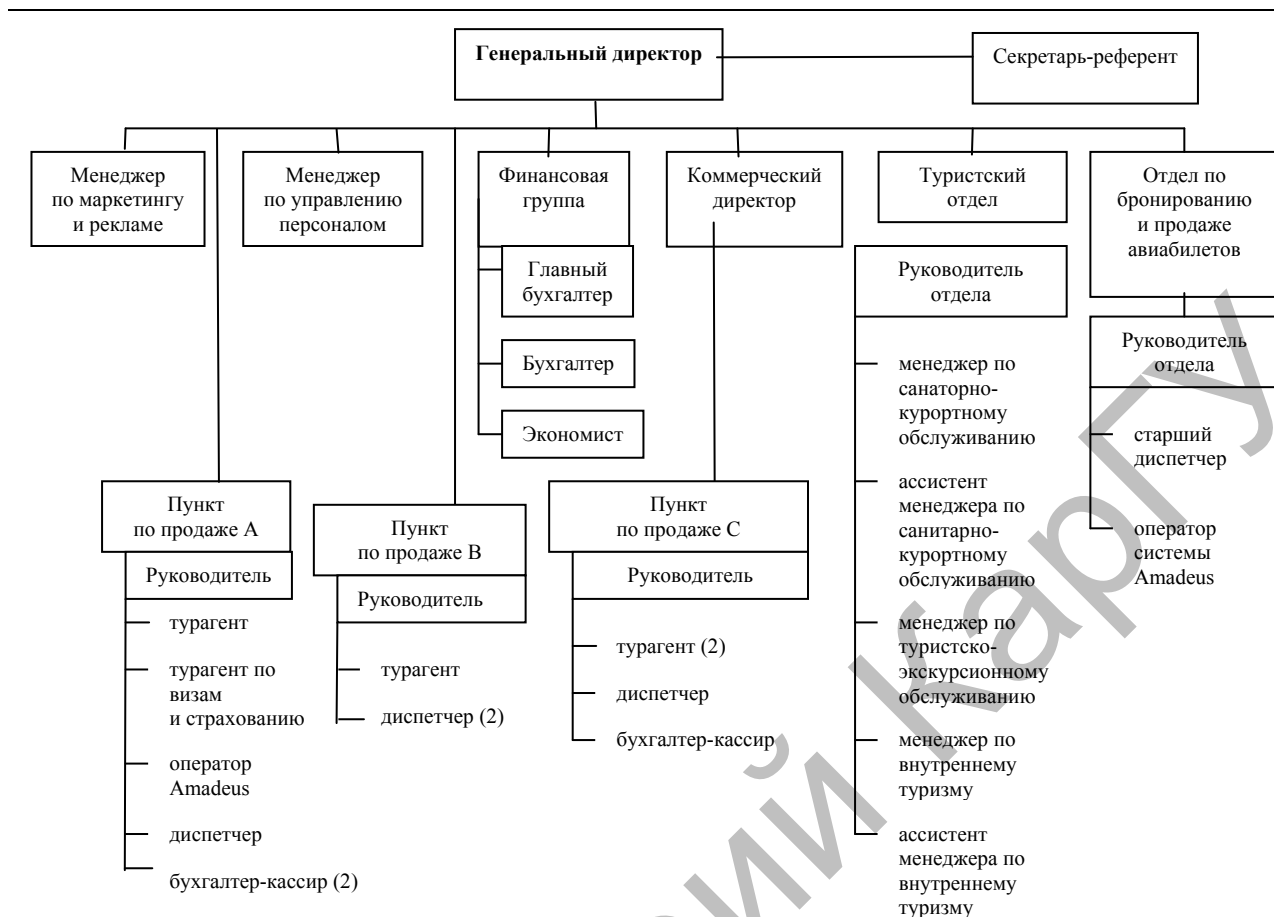 Генеральный директор
Секретарь-референт
Менеджер
по маркетингу
и рекламе
Менеджер
по управлению
персоналом
Финансовая
группа
Коммерческий
директор
Туристский
отдел
Отдел по
бронированию
и продаже
авиабилетов
Главный
бухгалтер
Бухгалтер
Экономист
Руководитель
отдела
менеджер по
санаторно-
курортному
обслуживанию
ассистент
менеджера по
санитарно-
курортному
обслуживанию
менеджер по
туристско-
экскурсионному
обслуживанию
менеджер по
внутреннему
туризму
ассистент
менеджера по
внутреннему
туризму
Руководитель
отдела
старший
диспетчер
оператор
системы
Amadeus
Пункт
по продаже А
Руководитель
турагент
турагент по
визам
и страхованию
оператор
Amadeus
диспетчер
бухгалтер-кассир (2)
Пункт
по продаже В
Руководитель
турагент
диспетчер (2)
Пункт
по продаже С
Руководитель
турагент (2)
диспетчер
бухгалтер-кассир
рий КарГУ